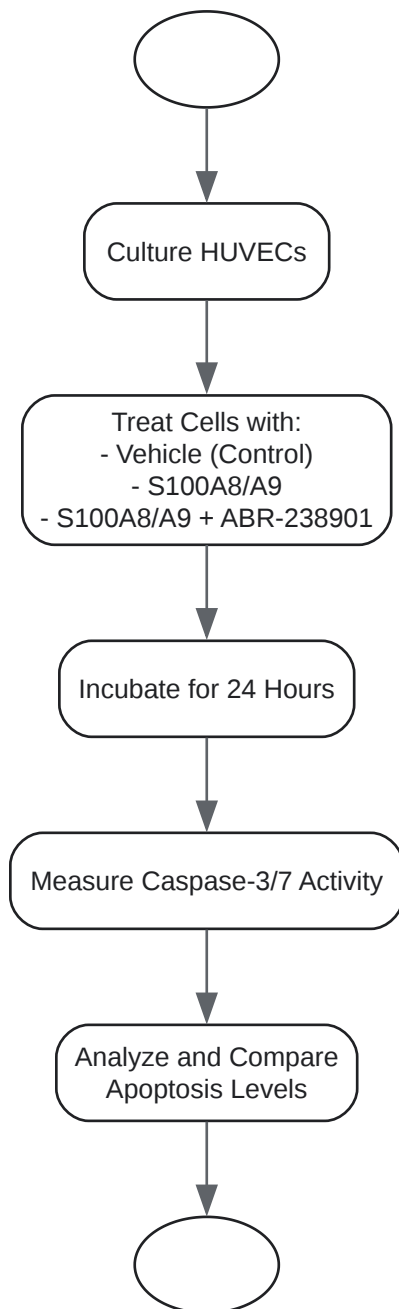 Culture HUVECs
Treat Cells with:
- Vehicle (Control)
- S100A8/A9
- S100A8/A9 + ABR-238901
Incubate for 24 Hours
Measure Caspase-3/7 Activity
Analyze and Compare
Apoptosis Levels